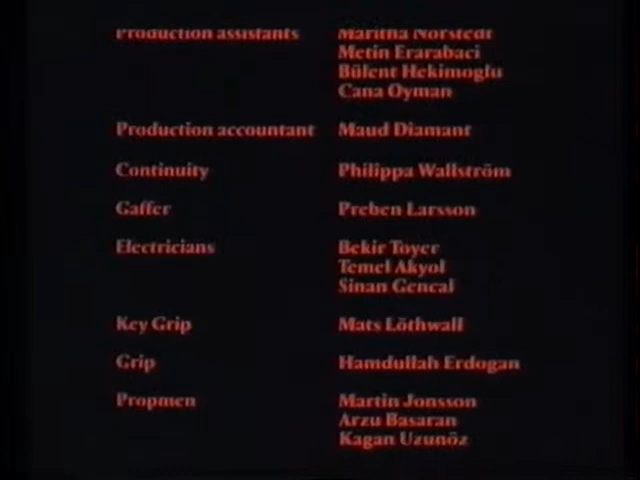 Production assistants Maritha Norstedt
Metin Erarabaci
Bülent Hekimoglu
Cana Oyman
Production accountant Maud Diamant
Continuity Philippa Wallström
Gaffer Preben Larsson
Electricians Bekir Toyer
Temel Akyol
Sinan Gencal
Key Grip Mats Löthwall
Grip Hamdullah Erdogan
Propmen Martin Jonsson
Arzu Basaran
Kagan Uzunöz